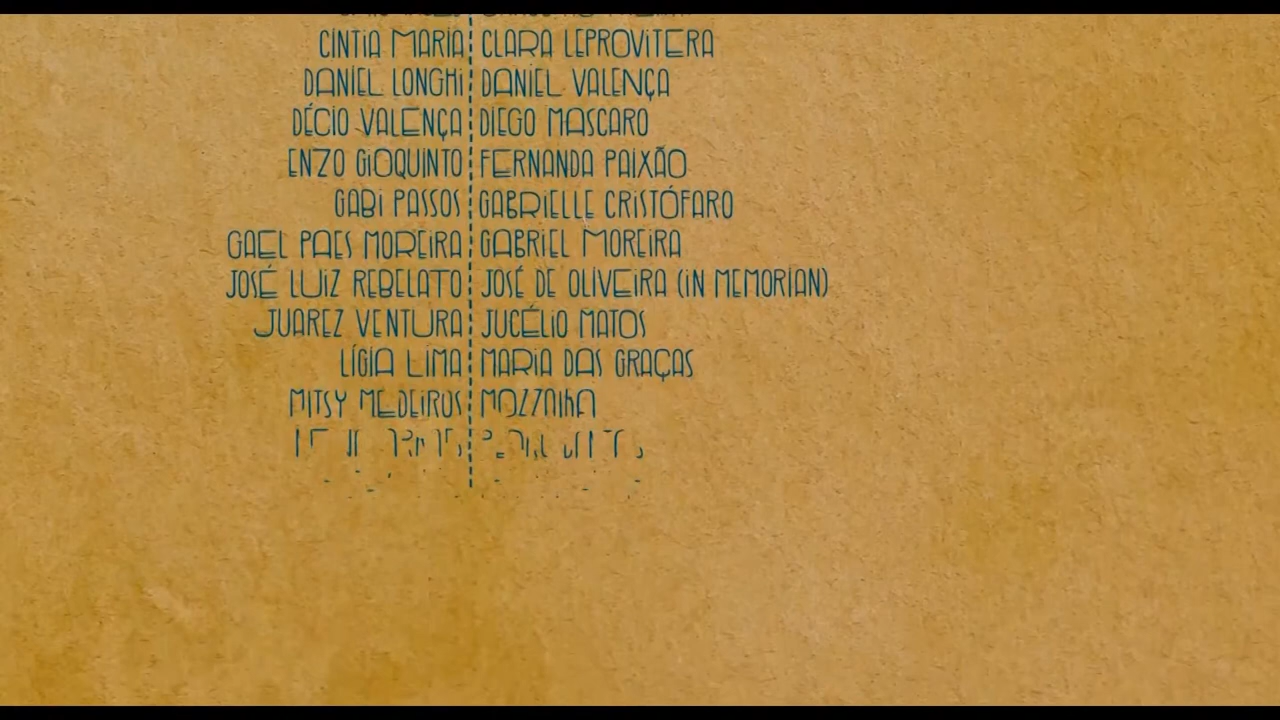 CINTIA MARIA CLARA LEPROVITERA
DANIEL LONGHI DANIEL VALENÇA
DÉCIO VALENÇA DIEGO MASCARO
ENZO GIOQUINTO FERNANDA PAIXÃO
GABI PASSOS GABRIELLE CRISTÓFARO
GAEL PAES MOREIRA GABRIEL MOREIRA
JOSÉ LUIZ REBELATO JOSÉ DE OLIVEIRA (IN MEMORIAN)
JUAREZ VENTURA JUCÉLIO MATOS
LÍGIA LIMA MARIA DAS GRAÇAS
MITSY MEDEIROS